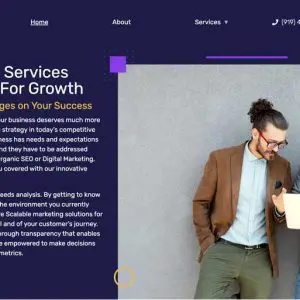 Home About Services (919) 4
Services
For Growth
ges on Your Success
our business deserves much more
strategy in today's competitive
iness has needs and expectations
nd they have to be addressed
rganic SEO or Digital Marketing.
u covered with our innovative
eeds analysis. By getting to know
the environment you currently
e Scalable marketing solutions for
l and of your customer's journey.
orough transparency that enables
e empowered to make decisions
metrics.